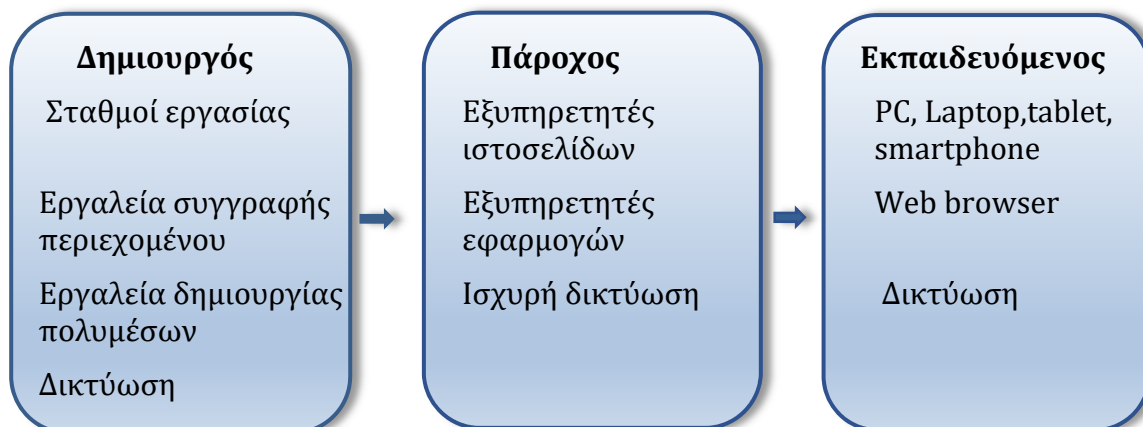 Δημιουργός
Σταθμοί εργασίας
Εργαλεία συγγραφής
περιεχομένου
Εργαλεία δημιουργίας
πολυμέσων
Δικτύωση
Πάροχος
Εξυπηρετητές
ιστοσελίδων
Εξυπηρετητές
εφαρμογών
Ισχυρή δικτύωση
Εκπαιδευόμενος
PC, Laptop,tablet,
smartphone
Web browser
Δικτύωση